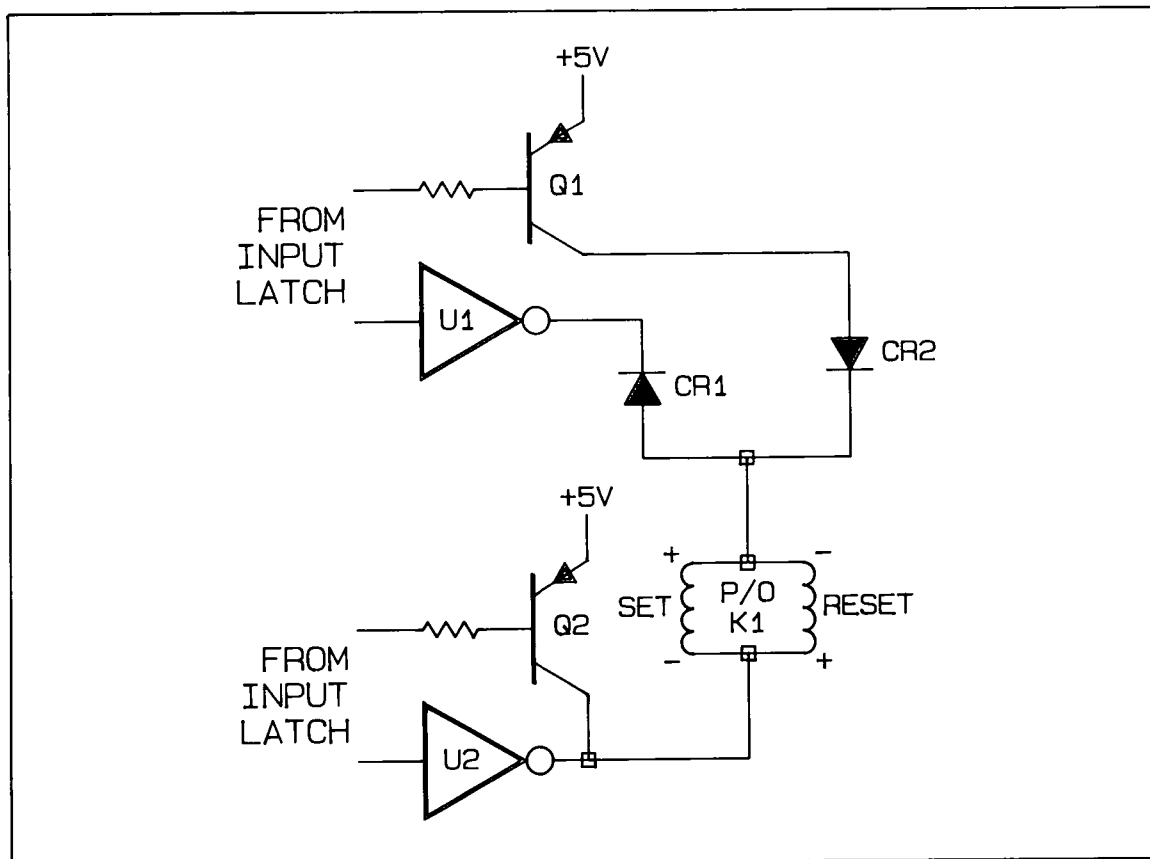 +5V
Q1
FROM
INPUT
LATCH
U1
CR1
CR2
+5V
+ -
SET
P/O
K1
RESET
- +
Q2
FROM
INPUT
LATCH
U2